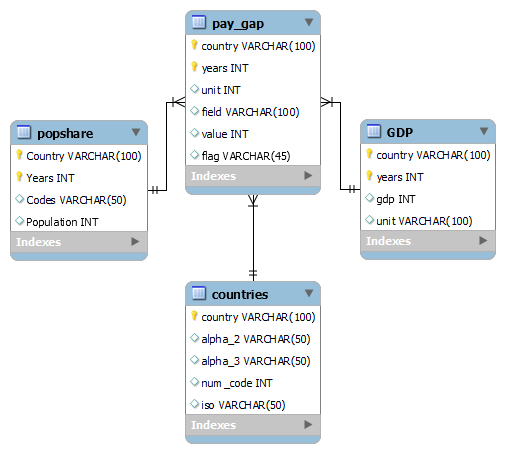 pay_gap
country VARCHAR(100)
years INT
unit INT
field VARCHAR(100)
value INT
flag VARCHAR(45)
Indexes
popshare
Country VARCHAR(100)
Years INT
Codes VARCHAR(50)
Population INT
Indexes
GDP
country VARCHAR(100)
years INT
gdp INT
unit VARCHAR(100)
Indexes
countries
country VARCHAR(100)
alpha_2 VARCHAR(50)
alpha_3 VARCHAR(50)
num_code INT
iso VARCHAR(50)
Indexes